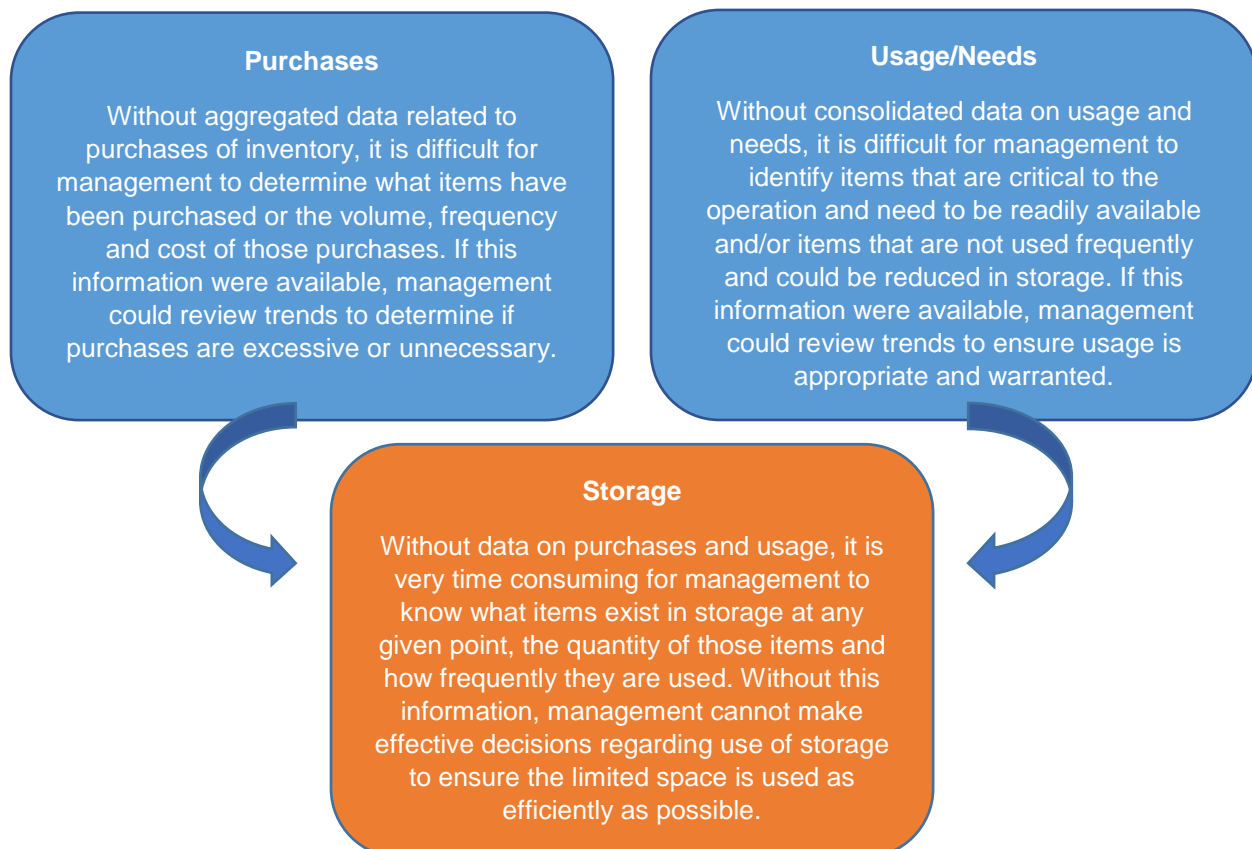 Purchases
Without aggregated data related to
purchases of inventory, it is difficult for
management to determine what items have
been purchased or the volume, frequency
and cost of those purchases. If this
information were available, management
could review trends to determine if
purchases are excessive or unnecessary.
Usage/Needs
Without consolidated data on usage and
needs, it is difficult for management to
identify items that are critical to the
operation and need to be readily available
and/or items that are not used frequently
and could be reduced in storage. If this
information were available, management
could review trends to ensure usage is
appropriate and warranted.
Storage
Without data on purchases and usage, it is
very time consuming for management to
know what items exist in storage at any
given point, the quantity of those items and
how frequently they are used. Without this
information, management cannot make
effective decisions regarding use of storage
to ensure the limited space is used as
efficiently as possible.